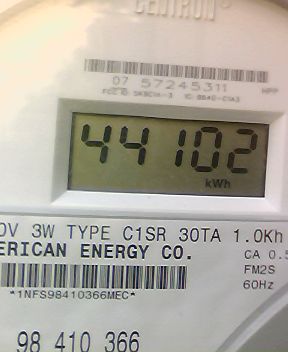 CENTRON
07 57245311
44102
kWh
0V 3W TYPE C1SR 30TA 1.0Kh
ERICAN ENERGY CO.
CA 0.5
*1NFS98410366MEC*
FM2S
60Hz
98 410 366